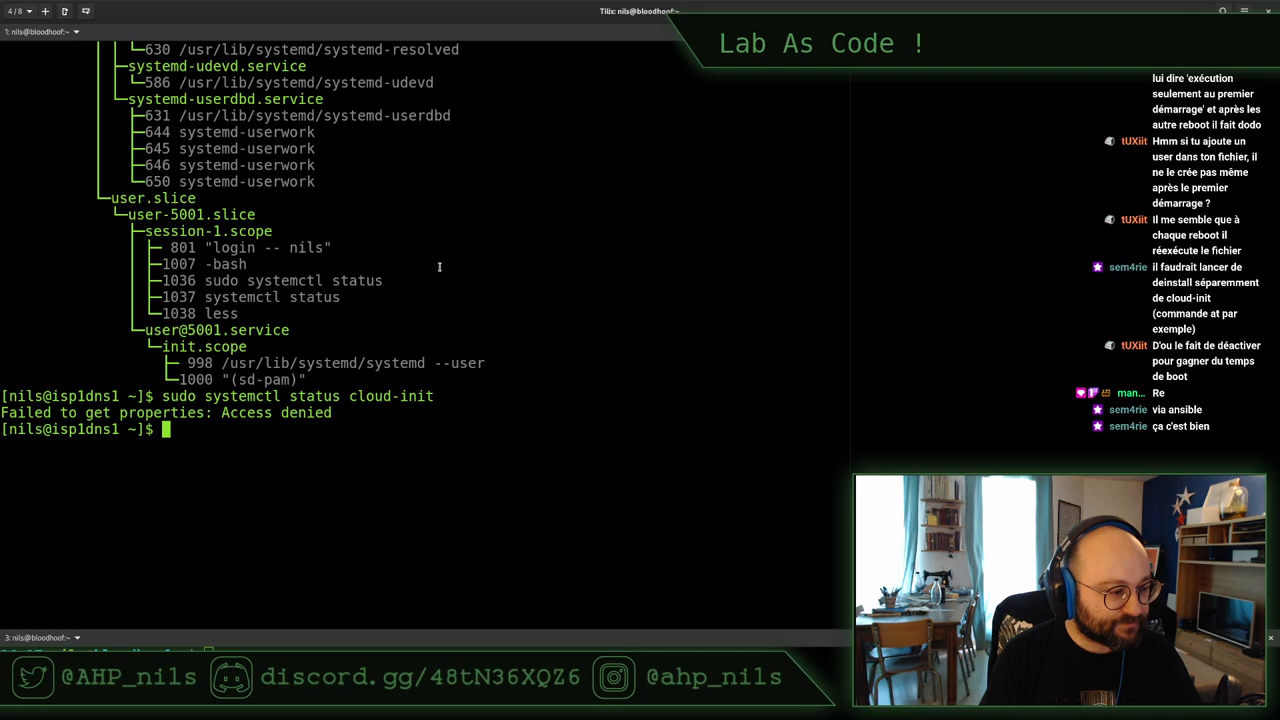 4 / 8
Tilix: nils@bloodhoof:~
1: nils@bloodhoof:~
Lab As Code !
└─630 /usr/lib/systemd/systemd-resolved
├─systemd-udevd.service
└─586 /usr/lib/systemd/systemd-udevd
└─systemd-userdbd.service
├─631 /usr/lib/systemd/systemd-userdbd
├─644 systemd-userwork
├─645 systemd-userwork
├─646 systemd-userwork
└─650 systemd-userwork
└─user.slice
└─user-5001.slice
├─session-1.scope
├─ 801 "login -- nils"
├─1007 -bash
├─1036 sudo systemctl status
├─1037 systemctl status
└─1038 less
└─user@5001.service
└─init.scope
├─ 998 /usr/lib/systemd/systemd --user
└─1000 "(sd-pam)"
[nils@isp1dns1 ~]$ sudo systemctl status cloud-init
Failed to get properties: Access denied
[nils@isp1dns1 ~]$
lui dire 'exécution
seulement au premier
démarrage' et après les
autre reboot il fait dodo
tUXiit Hmm si tu ajoute un
user dans ton fichier, il
ne le crée pas même
après le premier
démarrage ?
tUXiit Il me semble que à
chaque reboot il
réexécute le fichier
sem4rie il faudrait lancer de
deinstall séparemment
de cloud-init
(commande at par
exemple)
tUXiit D'ou le fait de déactiver
pour gagner du temps
de boot
man... Re
sem4rie via ansible
sem4rie ça c'est bien
3: nils@bloodhoof:~
@AHP_nils
discord.gg/48tN36XQZ6
@ahp_nils